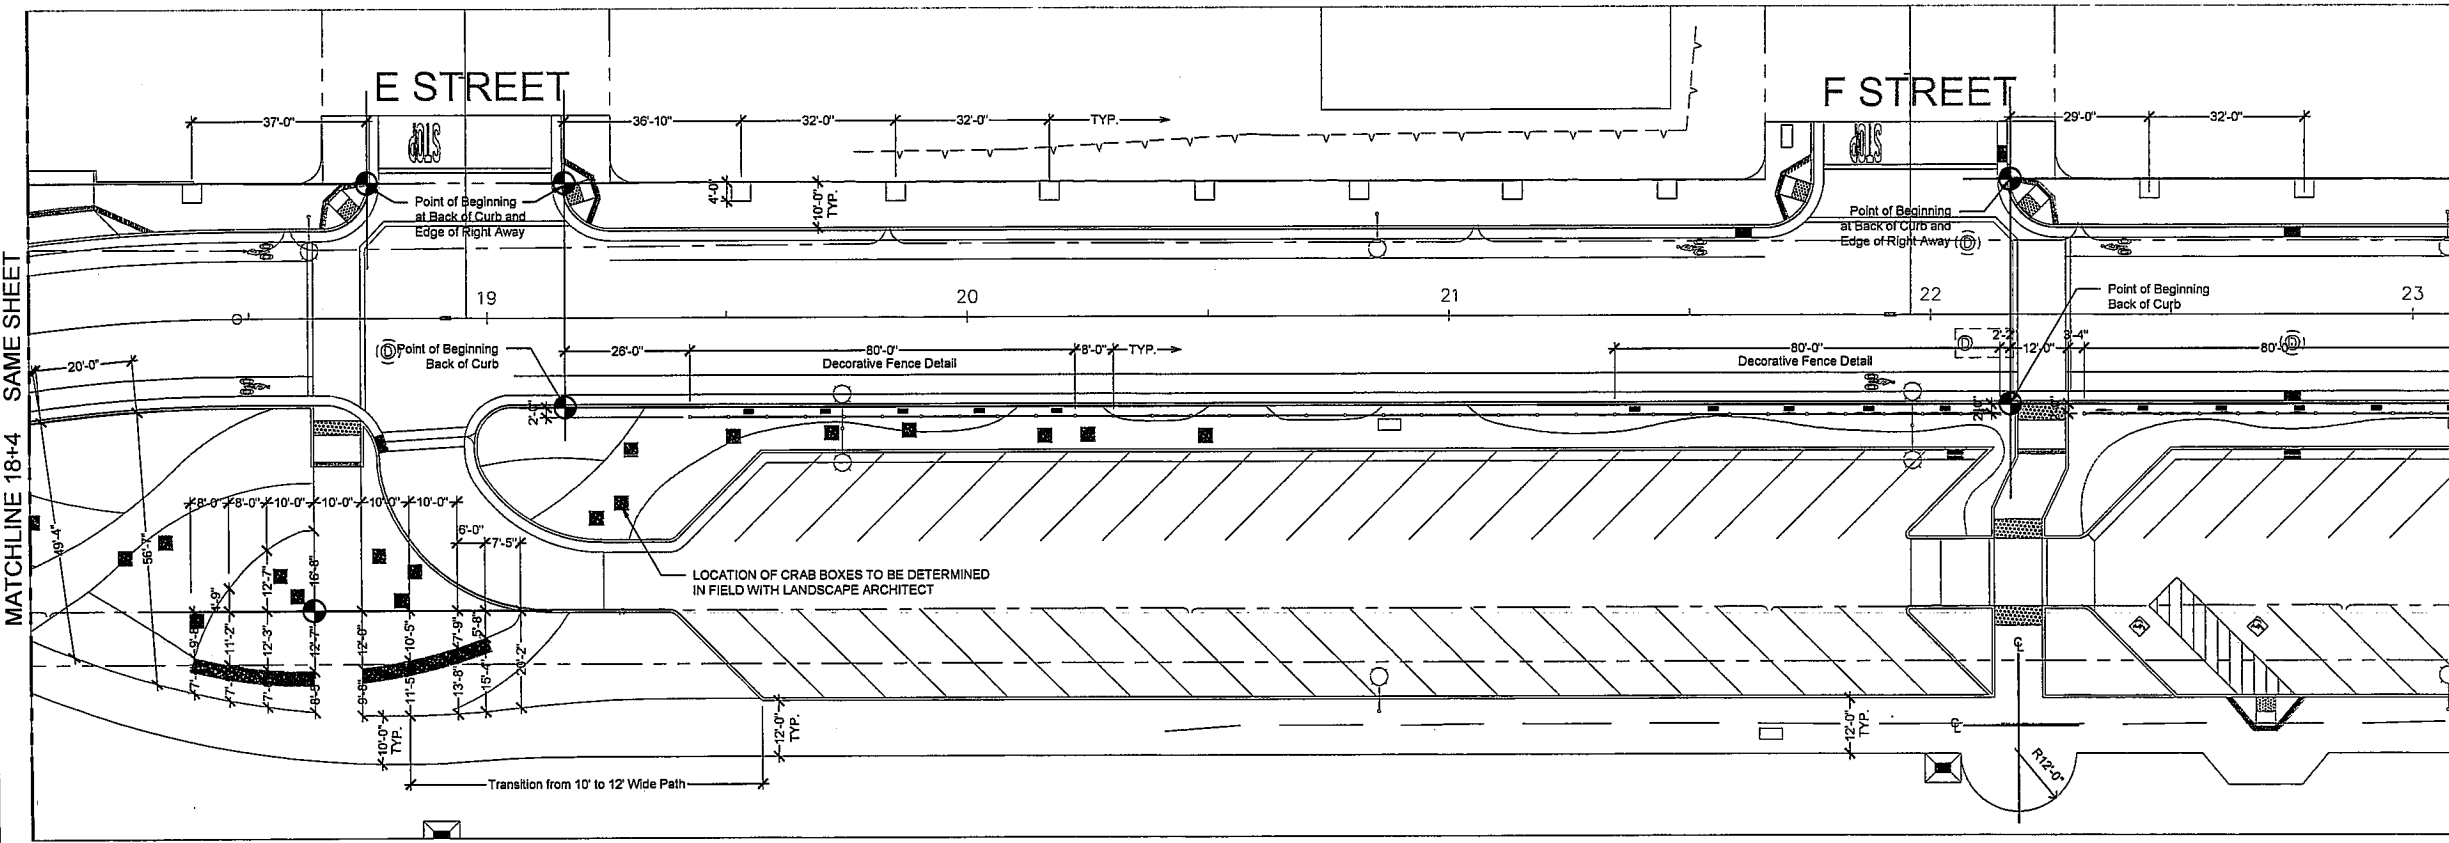 MATCHLINE 18+4 SAME SHEET
E STREET
F STREET
37'-0"
36'-10"
32'-0"
32'-0"
TYP.
29'-0"
32'-0"
STOP
STOP
Point of Beginning
at Back of Curb and
Edge of Right Away
4'-0"
10'-0"
TYP.
Point of Beginning
at Back of Curb and
Edge of Right Away
(D)
19
20
21
22
23
Point of Beginning
Back of Curb
(D)
Point of Beginning
Back of Curb
26'-0"
80'-0"
Decorative Fence Detail
8'-0"
TYP.
80'-0"
Decorative Fence Detail
D
12'-0"
3'-4"
80'-0"
(D)
20'-0"
49'-4"
56'-7"
8'-0"
8'-0"
10'-0"
10'-0"
10'-0"
10'-0"
6'-0"
7'-5"
4'-9"
12'-7"
16'-8"
LOCATION OF CRAB BOXES TO BE DETERMINED
IN FIELD WITH LANDSCAPE ARCHITECT
11'-2"
12'-3"
12'-7"
12'-0"
10'-5"
7'-9"
5'-8"
9'-8"
11'-5"
13'-8"
15'-4"
20'-2"
10'-0"
TYP.
12'-0"
TYP.
12'-0"
TYP.
Transition from 10' to 12' Wide Path
R12'-0"